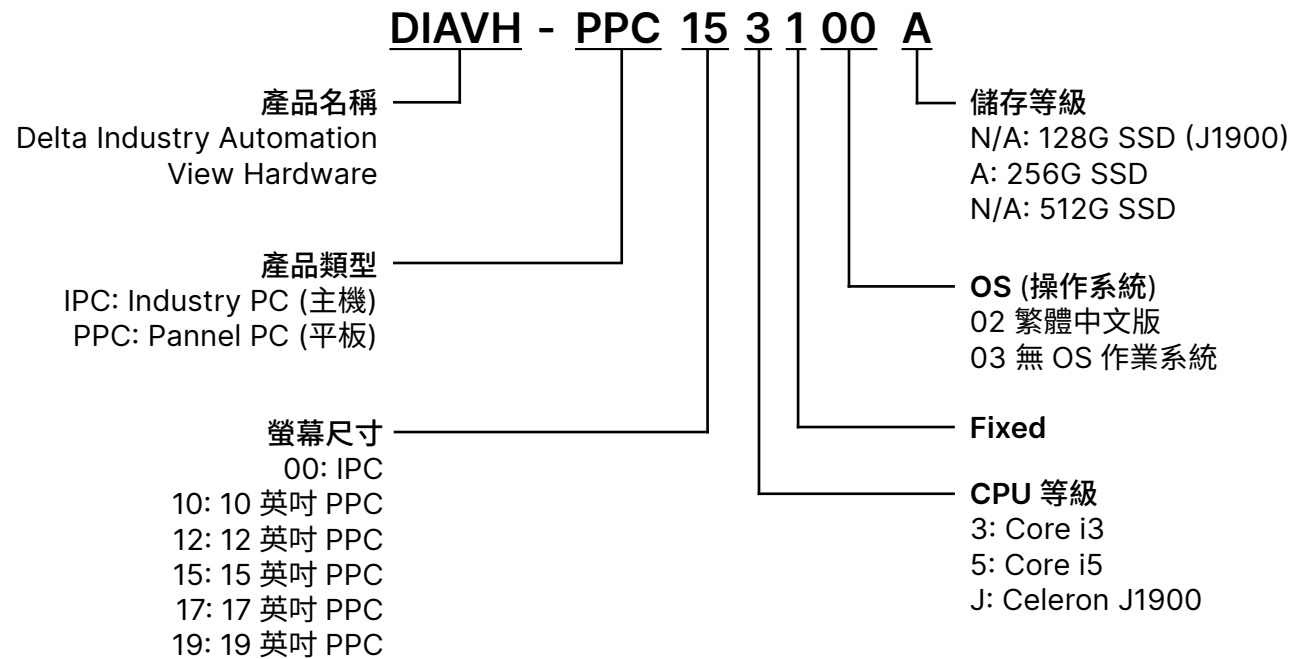 DIAVH - PPC 15 3 1 00 A
產品名稱
Delta Industry Automation
View Hardware
產品類型
IPC: Industry PC (主機)
PPC: Pannel PC (平板)
螢幕尺寸
00: IPC
10: 10 英吋 PPC
12: 12 英吋 PPC
15: 15 英吋 PPC
17: 17 英吋 PPC
19: 19 英吋 PPC
儲存等級
N/A: 128G SSD (J1900)
A: 256G SSD
N/A: 512G SSD
OS (操作系統)
02 繁體中文版
03 無 OS 作業系統
Fixed
CPU 等級
3: Core i3
5: Core i5
J: Celeron J1900